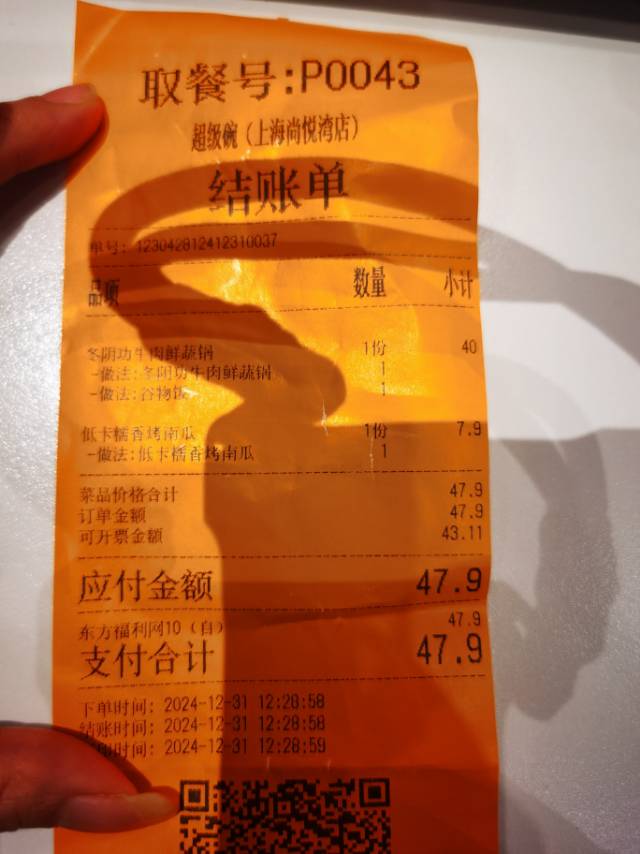 取餐号:P0043
超级碗（上海尚悦湾店）
结账单
单号: 123042812412310037
品项 数量 小计
冬阴功牛肉鲜蔬锅 1份 40
-做法:冬阴功牛肉鲜蔬锅 1
-做法:谷物饭 1
低卡糯香烤南瓜 1份 7.9
-做法:低卡糯香烤南瓜 1
菜品价格合计 47.9
订单金额 47.9
可开票金额 43.11
应付金额 47.9
东方福利网10（自） 47.9
支付合计 47.9
下单时间: 2024-12-31 12:28:58
结账时间: 2024-12-31 12:28:58
印时间: 2024-12-31 12:28:59